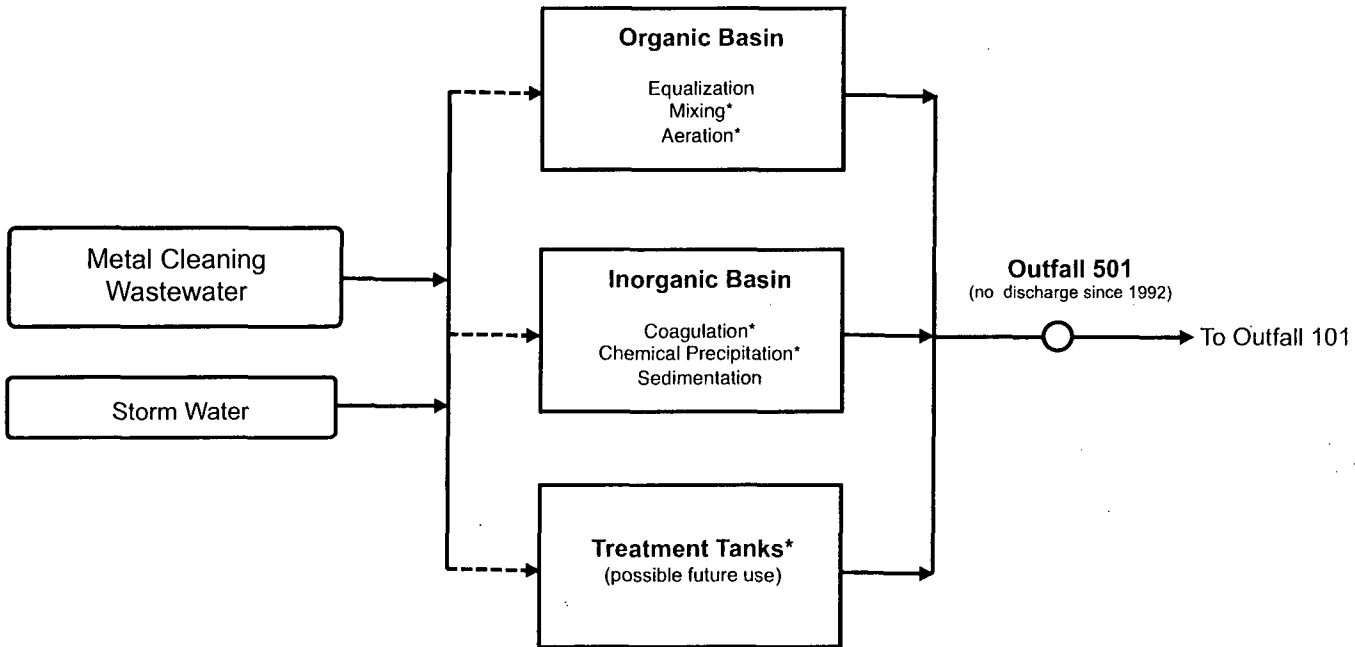 Organic Basin
Equalization
Mixing*
Aeration*
Metal Cleaning
Wastewater
Storm Water
Inorganic Basin
Coagulation*
Chemical Precipitation*
Sedimentation
Treatment Tanks*
(possible future use)
Outfall 501
(no discharge since 1992)
To Outfall 101